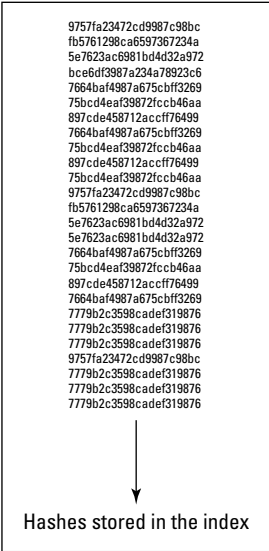 9757fa23472cd9987c98bc
fb5761298ca6597367234a
5e7623ac6981bd4d32a972
bce6df3987a234a78923c6
7664baf4987a675cbff3269
75bcd4eaf39872fccb46aa
897cde458712accff76499
7664baf4987a675cbff3269
75bcd4eaf39872fccb46aa
897cde458712accff76499
75bcd4eaf39872fccb46aa
9757fa23472cd9987c98bc
fb5761298ca6597367234a
5e7623ac6981bd4d32a972
5e7623ac6981bd4d32a972
7664baf4987a675cbff3269
75bcd4eaf39872fccb46aa
897cde458712accff76499
7664baf4987a675cbff3269
7779b2c3598cadef319876
7779b2c3598cadef319876
7779b2c3598cadef319876
9757fa23472cd9987c98bc
7779b2c3598cadef319876
7779b2c3598cadef319876
7779b2c3598cadef319876
Hashes stored in the index